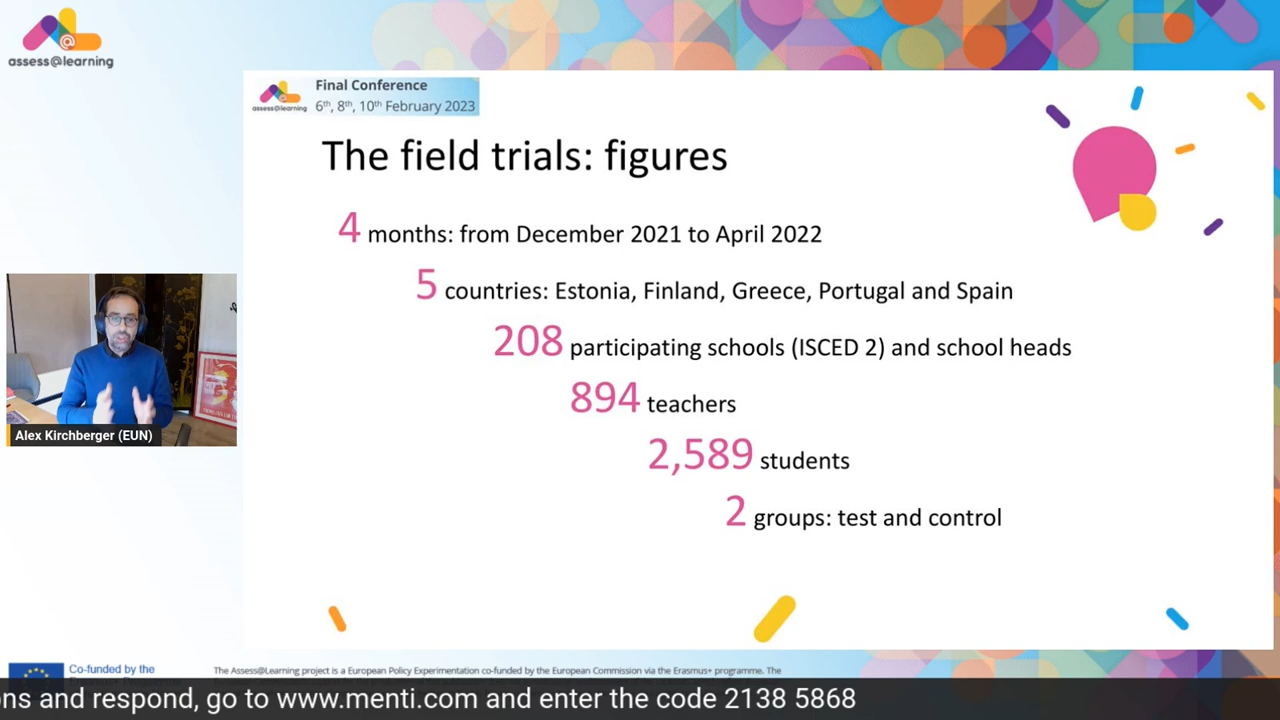 assess@learning
assess@learning
Final Conference
6th, 8th, 10th February 2023
The field trials: figures
4 months: from December 2021 to April 2022
5 countries: Estonia, Finland, Greece, Portugal and Spain
208 participating schools (ISCED 2) and school heads
894 teachers
2,589 students
2 groups: test and control
Alex Kirchberger (EUN)
Co-funded by the
The Assess@Learning project is a European Policy Experimentation co-funded by the European Commission via the Erasmus+ programme. The
and respond, go to www.menti.com and enter the code 2138 5868